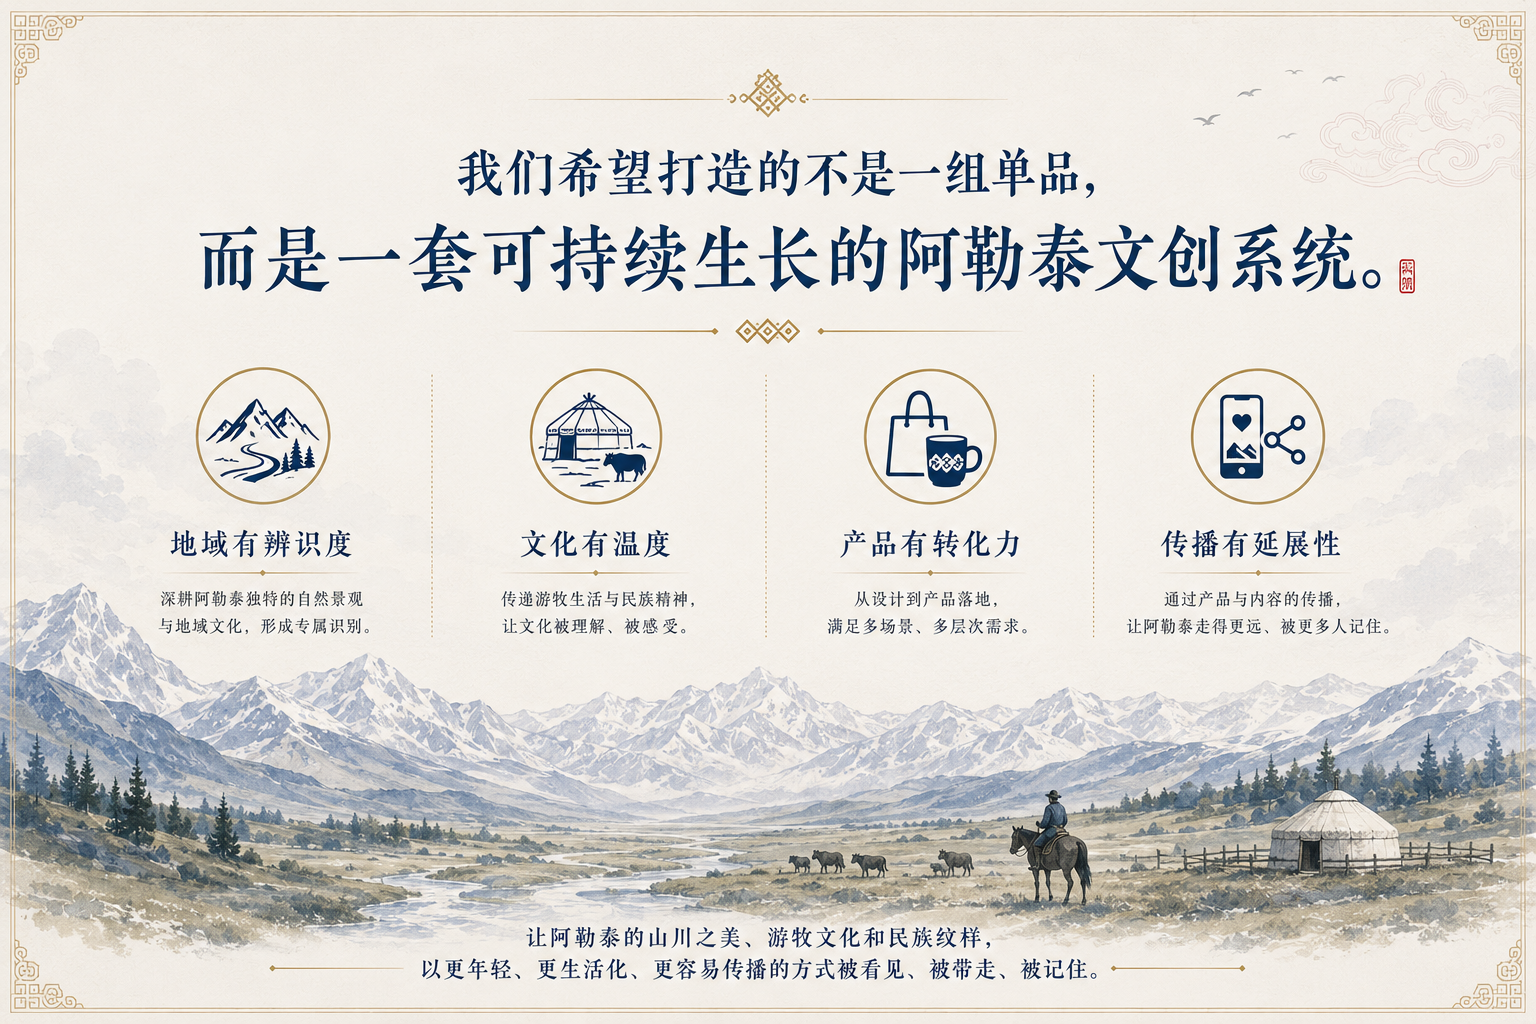 我们希望打造的不是一组单品，
而是一套可持续生长的阿勒泰文创系统。
地域有辨识度
深耕阿勒泰独特的自然景观
与地域文化，形成专属识别。
文化有温度
传递游牧生活与民族精神，
让文化被理解、被感受。
产品有转化力
从设计到产品落地，
满足多场景、多层次需求。
传播有延展性
通过产品与内容的传播，
让阿勒泰走得更远、被更多人记住。
让阿勒泰的山川之美、游牧文化和民族纹样，
以更年轻、更生活化、更容易传播的方式被看见、被带走、被记住。